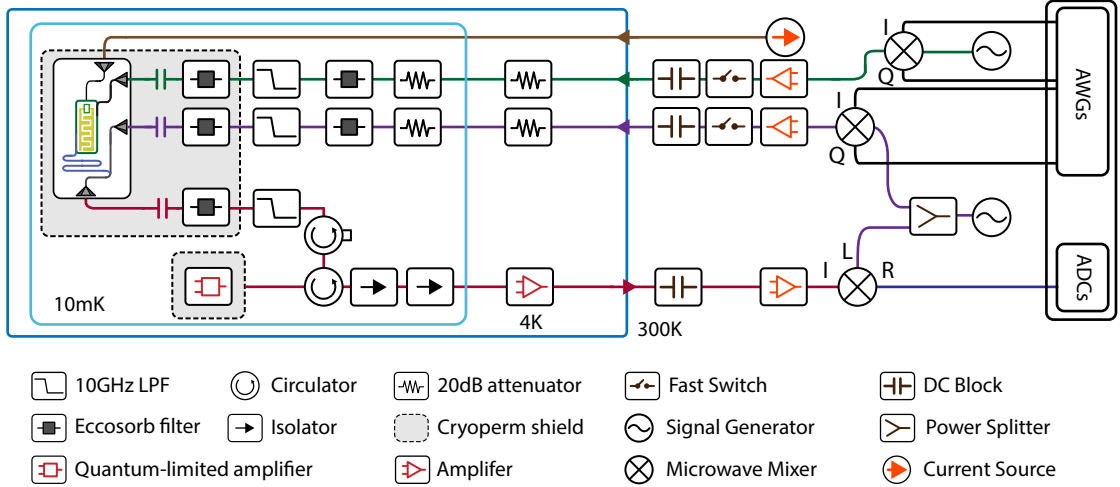 I
Q
AWGs
I
Q
L
I
R
ADCs
10mK
4K
300K
10GHz LPF
Circulator
20dB attenuator
Fast Switch
DC Block
Eccosorb filter
Isolator
Cryoperm shield
Signal Generator
Power Splitter
Quantum-limited amplifier
Amplifer
Microwave Mixer
Current Source